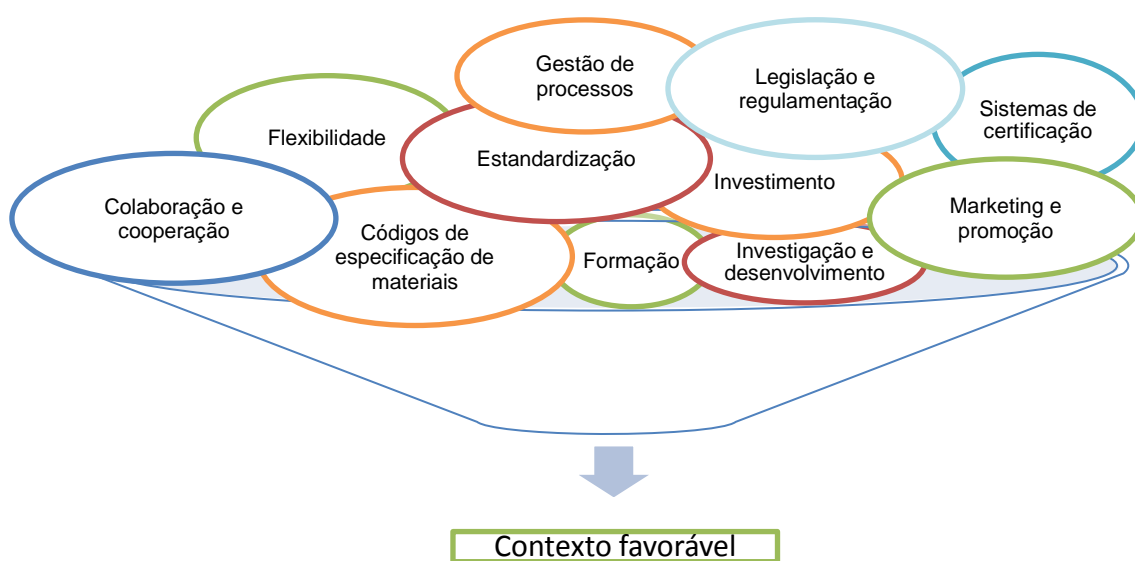 Gestão de
processos
Legislação e
regulamentação
Sistemas de
certificação
Flexibilidade
Estandardização
Investimento
Colaboração e
cooperação
Marketing e
promoção
Códigos de
especificação de
materiais
Formação
Investigação e
desenvolvimento
Contexto favorável